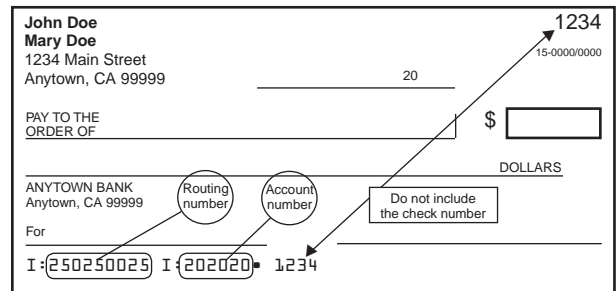 John Doe 1234
Mary Doe
1234 Main Street 15-0000/0000
Anytown, CA 99999
20
PAY TO THE
ORDER OF $
DOLLARS
ANYTOWN BANK
Anytown, CA 99999
Routing
number
Account
number
Do not include
the check number
For
I:250250025 I:202020 1234